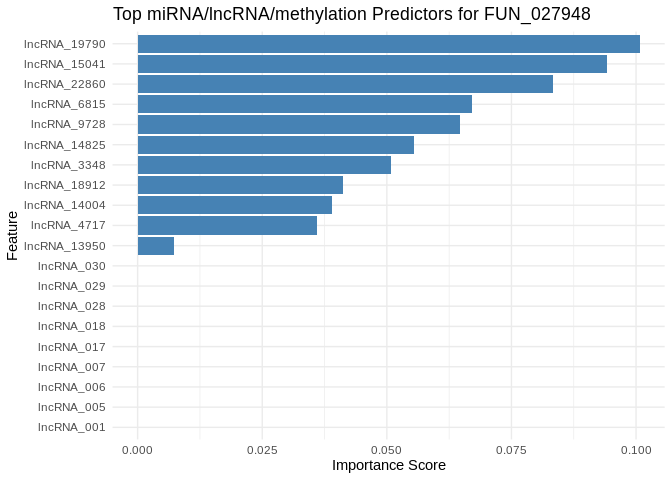 Top miRNA/lncRNA/methylation Predictors for FUN_027948
lncRNA_19790
lncRNA_15041
lncRNA_22860
lncRNA_6815
lncRNA_9728
lncRNA_14825
lncRNA_3348
lncRNA_18912
lncRNA_14004
lncRNA_4717
lncRNA_13950
lncRNA_030
lncRNA_029
lncRNA_028
lncRNA_018
lncRNA_017
lncRNA_007
lncRNA_006
lncRNA_005
lncRNA_001
Feature
0.000 0.025 0.050 0.075 0.100
Importance Score